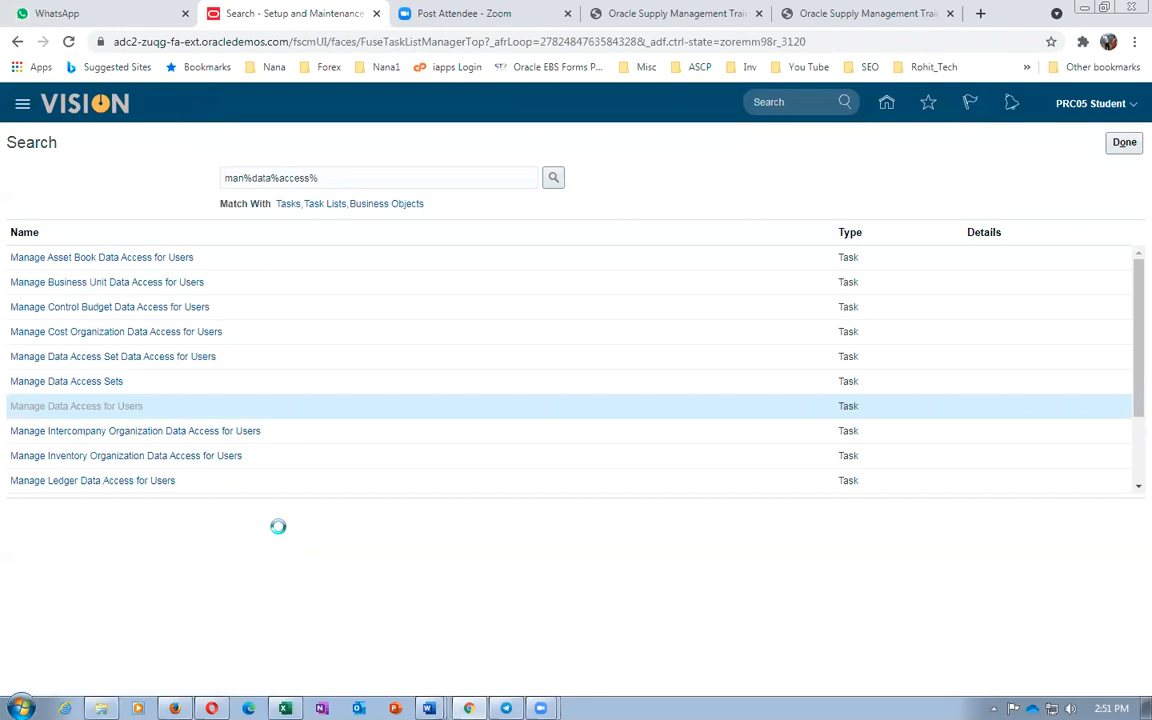 WhatsApp
Search - Setup and Maintenance
Post Attendee - Zoom
Oracle Supply Management Trai
Oracle Supply Management Trai
adc2-zuqg-fa-ext.oracledemos.com/fscmUI/faces/FuseTaskListManagerTop?_afrLoop=2782484763584328&_adf.ctrl-state=zoremm98r_3120
Apps Suggested Sites Bookmarks Nana Forex Nana1 iapps Login Oracle EBS Forms P... Misc ASCP Inv You Tube SEO Rohit_Tech » Other bookmarks
VISION Search PRC05 Student
Search Done
man%data%access%
Match With Tasks, Task Lists, Business Objects
Name Type Details
Manage Asset Book Data Access for Users Task
Manage Business Unit Data Access for Users Task
Manage Control Budget Data Access for Users Task
Manage Cost Organization Data Access for Users Task
Manage Data Access Set Data Access for Users Task
Manage Data Access Sets Task
Manage Data Access for Users Task
Manage Intercompany Organization Data Access for Users Task
Manage Inventory Organization Data Access for Users Task
Manage Ledger Data Access for Users Task
2:51 PM